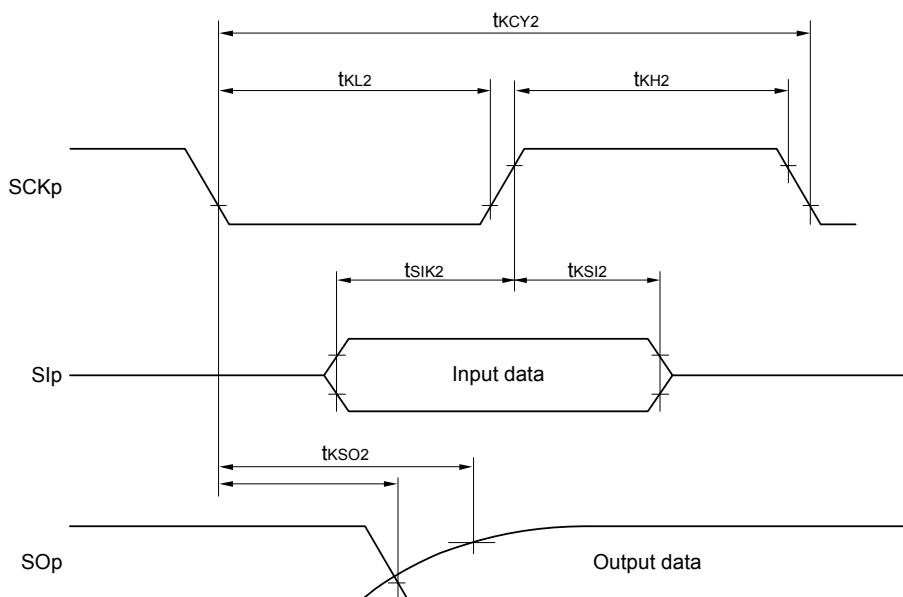 tKCY2
tKL2
tKH2
SCKp
tSIK2
tKSI2
SIp
Input data
tKSO2
SOp
Output data